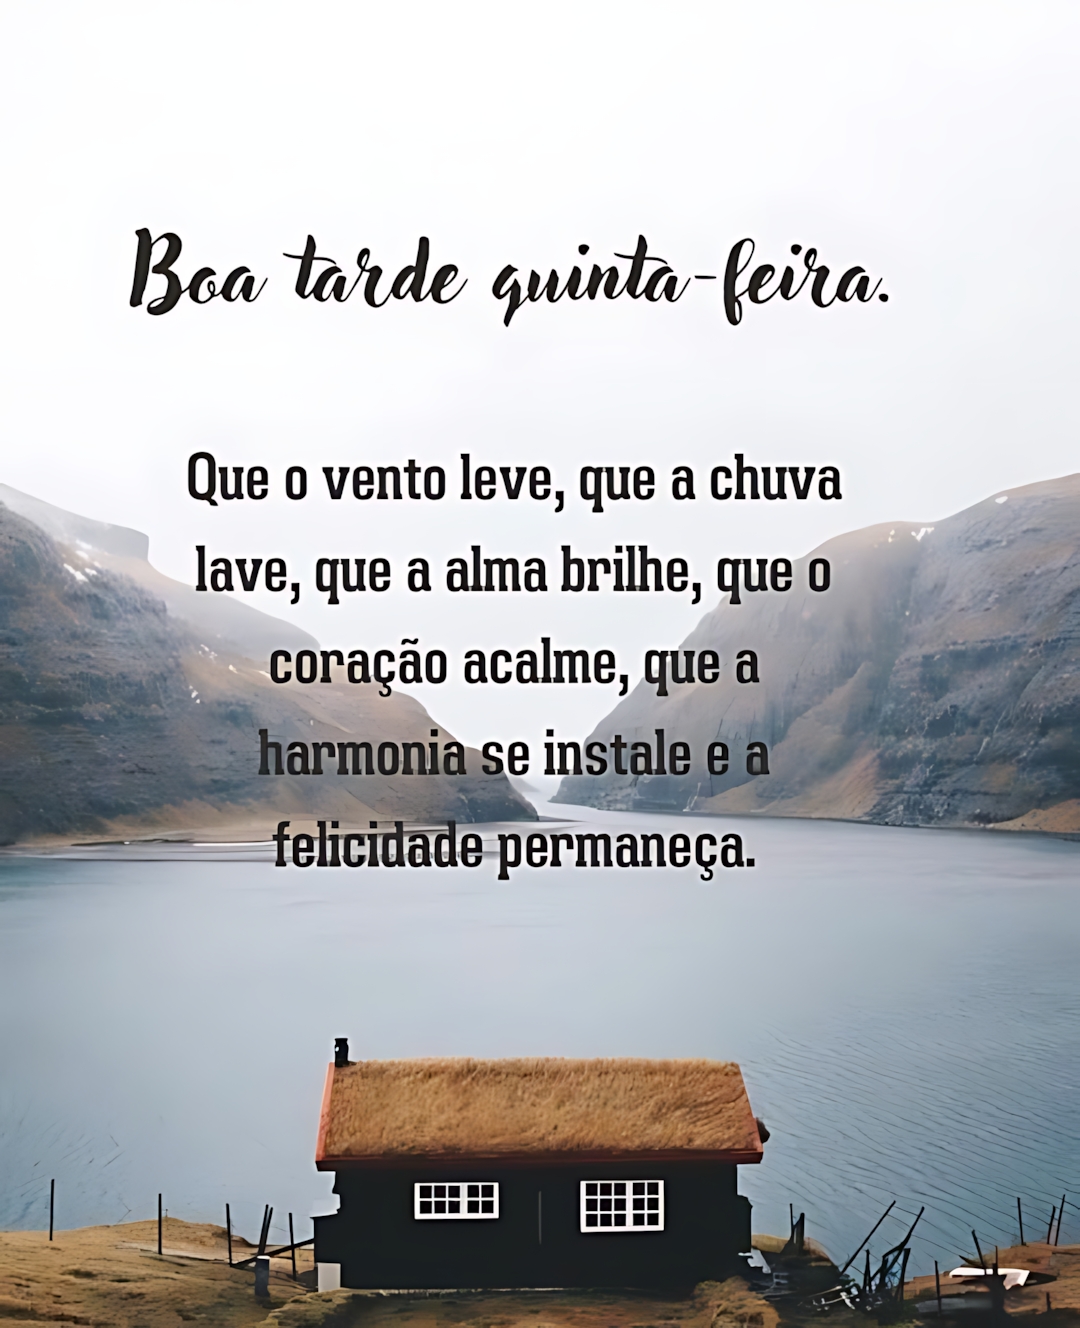 Boa tarde quinta-feira.
Que o vento leve, que a chuva
lave, que a alma brilhe, que o
coração acalme, que a
harmonia se instale e a
felicidade permaneça.